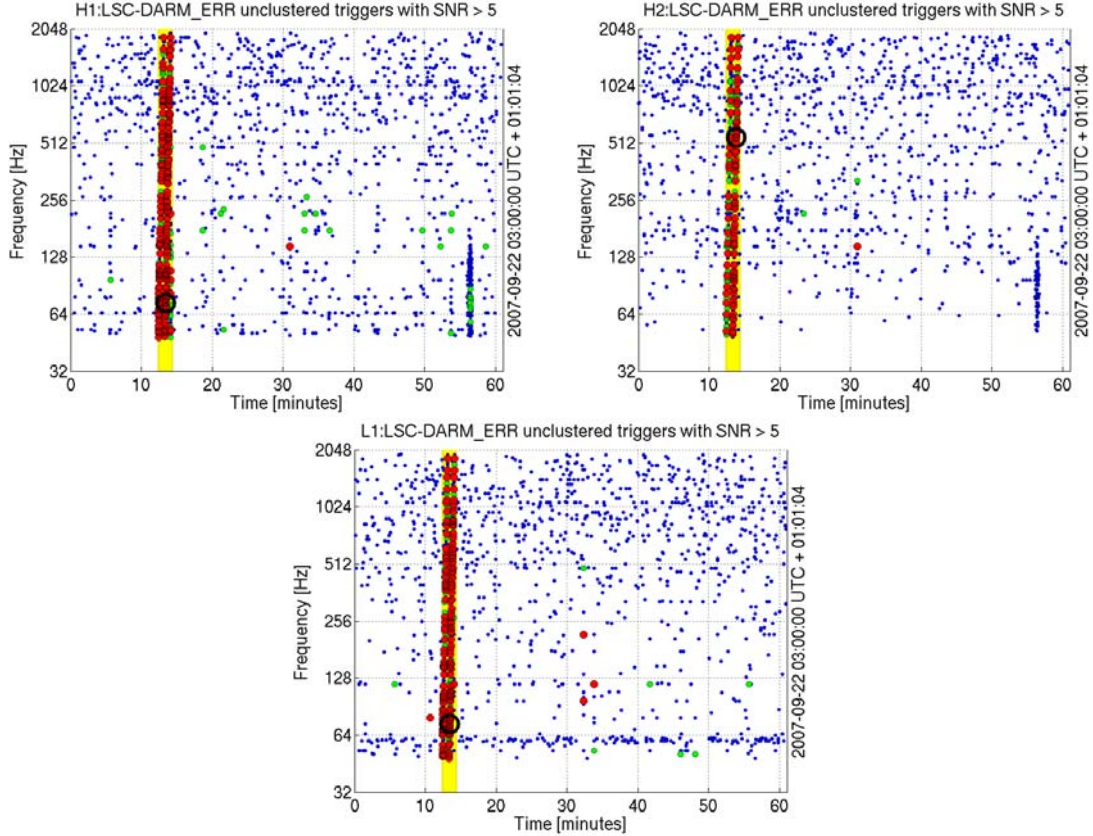 H1:LSC-DARM_ERR unclustered triggers with SNR > 5
2048
1024
512
256
128
64
32
Frequency [Hz]
0 10 20 30 40 50 60
Time [minutes]
2007-09-22 03:00:00 UTC + 01:01:04
H2:LSC-DARM_ERR unclustered triggers with SNR > 5
2048
1024
512
256
128
64
32
Frequency [Hz]
0 10 20 30 40 50 60
Time [minutes]
2007-09-22 03:00:00 UTC + 01:01:04
L1:LSC-DARM_ERR unclustered triggers with SNR > 5
2048
1024
512
256
128
64
32
Frequency [Hz]
0 10 20 30 40 50 60
Time [minutes]
2007-09-22 03:00:00 UTC + 01:01:04